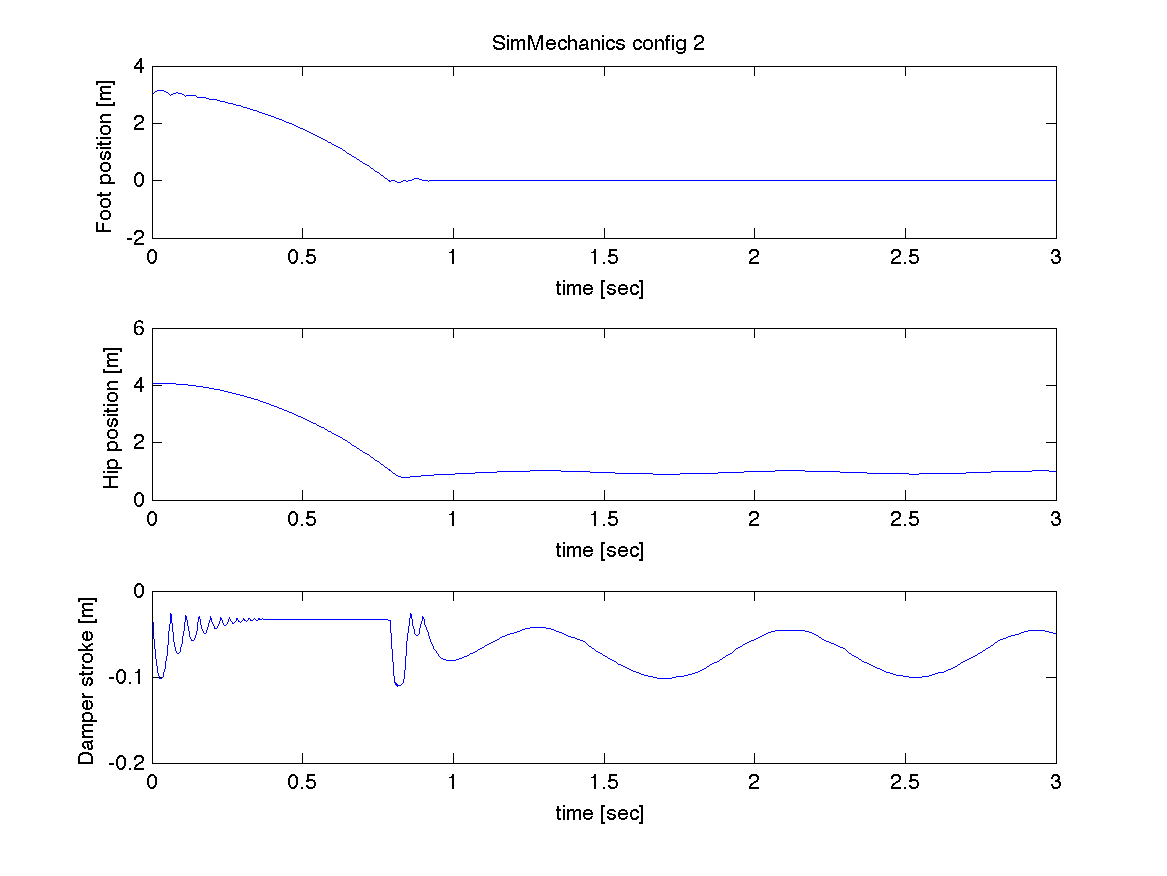 SimMechanics config 2
4
2
0
-2
Foot position [m]
0 0.5 1 1.5 2 2.5 3
time [sec]
6
4
2
0
Hip position [m]
0 0.5 1 1.5 2 2.5 3
time [sec]
0
-0.1
-0.2
Damper stroke [m]
0 0.5 1 1.5 2 2.5 3
time [sec]